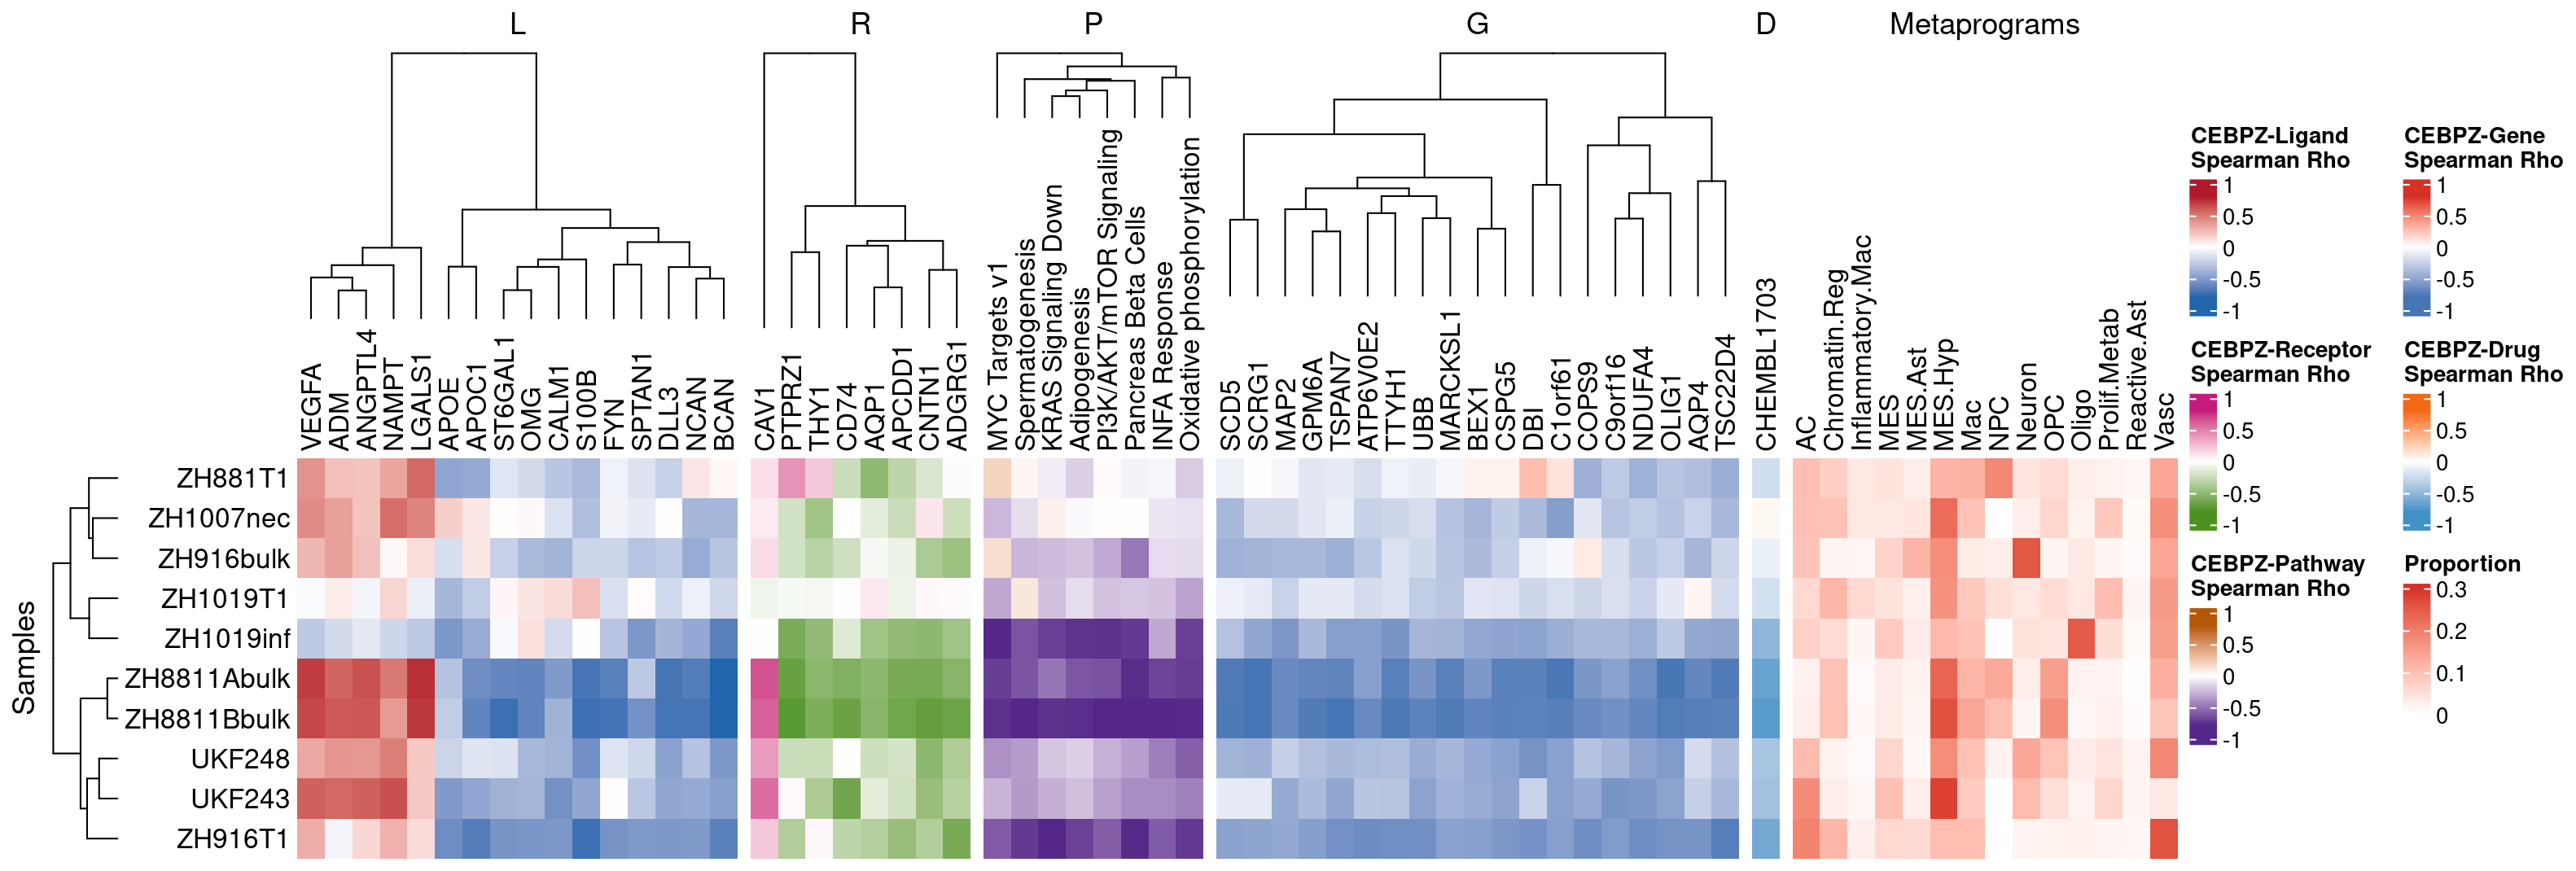 L
R
P
G
D
Metaprograms
VEGFA
ADM
ANGPTL4
NAMPT
LGALS1
APOE
APOC1
ST6GAL1
OMG
CALM1
S100B
FYN
SPTAN1
DLL3
NCAN
BCAN
CAV1
PTPRZ1
THY1
CD74
AQP1
APCDD1
CNTN1
ADGRG1
MYC Targets v1
Spermatogenesis
KRAS Signaling Down
Adipogenesis
PI3K/AKT/mTOR Signaling
Pancreas Beta Cells
INFA Response
Oxidative phosphorylation
SCD5
SCRG1
MAP2
GPM6A
TSPAN7
ATP6V0E2
TTYH1
UBB
MARCKSL1
BEX1
CSPG5
DBI
C1orf61
COPS9
C9orf16
NDUFA4
OLIG1
AQP4
TSC22D4
CHEMBL1703
AC
Chromatin.Reg
Inflammatory.Mac
MES
MES.Ast
MES.Hyp
Mac
NPC
Neuron
OPC
Oligo
Prolif.Metab
Reactive.Ast
Vasc
Samples
ZH881T1
ZH1007nec
ZH916bulk
ZH1019T1
ZH1019inf
ZH8811Abulk
ZH8811Bbulk
UKF248
UKF243
ZH916T1
CEBPZ-Ligand
Spearman Rho
1
0.5
0
-0.5
-1
CEBPZ-Gene
Spearman Rho
1
0.5
0
-0.5
-1
CEBPZ-Receptor
Spearman Rho
1
0.5
0
-0.5
-1
CEBPZ-Drug
Spearman Rho
1
0.5
0
-0.5
-1
CEBPZ-Pathway
Spearman Rho
1
0.5
0
-0.5
-1
Proportion
0.3
0.2
0.1
0